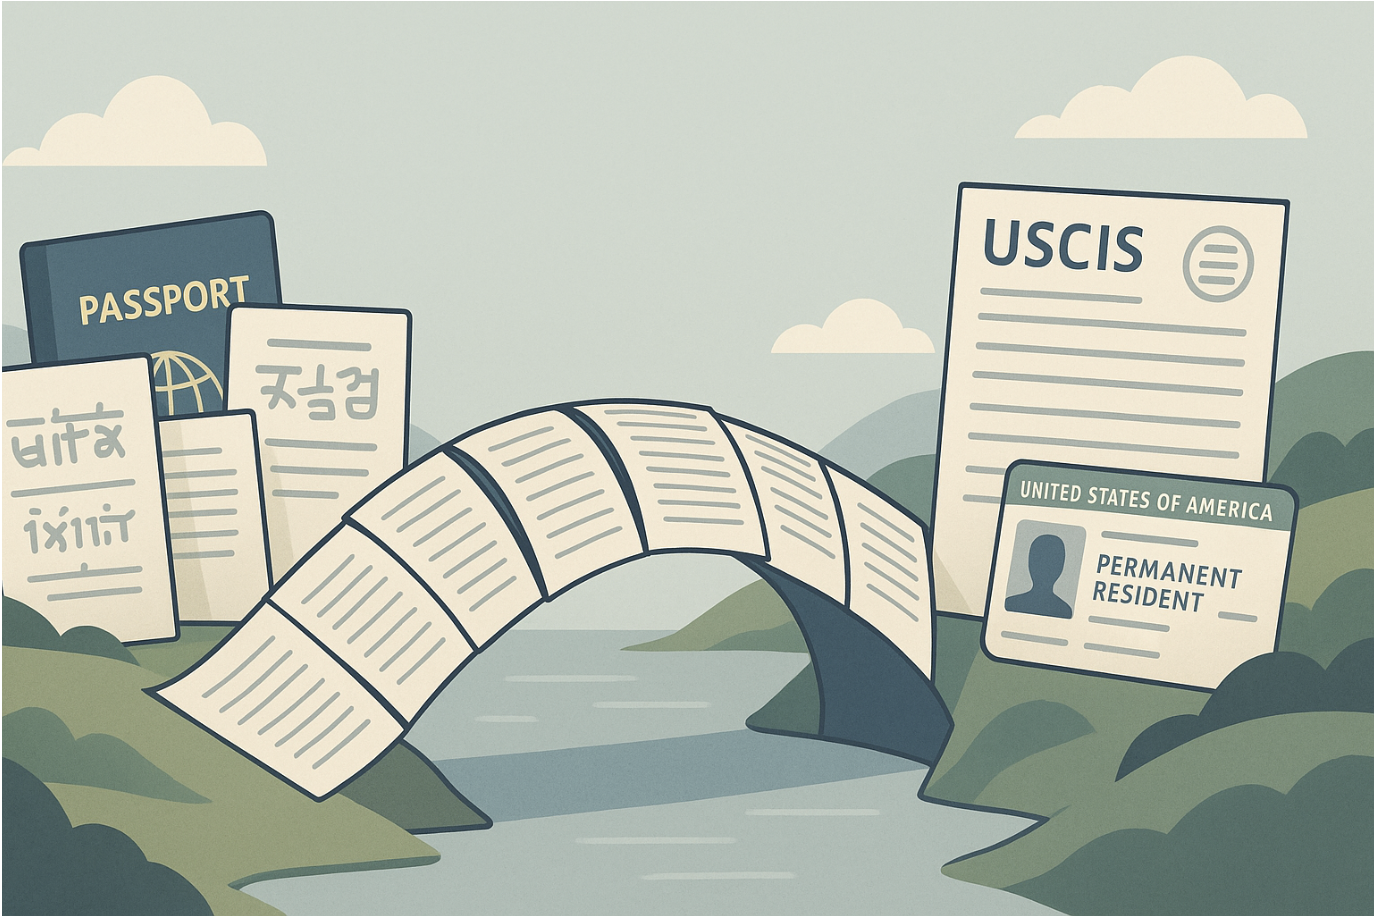 PASSPORT
USCIS
UNITED STATES OF AMERICA
PERMANENT
RESIDENT